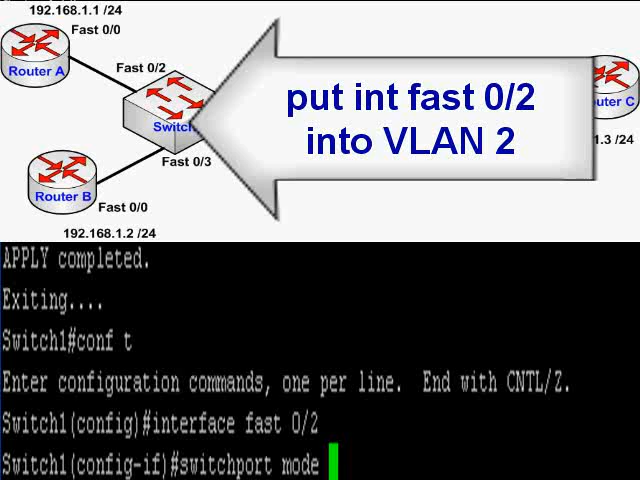 192.168.1.1 /24
Fast 0/0
Router A
Fast 0/2
Switch
put int fast 0/2
into VLAN 2
uter C
1.3 /24
Fast 0/3
Router B
Fast 0/0
192.168.1.2 /24
APPLY completed.
Exiting....
Switch1#conf t
Enter configuration commands, one per line.  End with CNTL/Z.
Switch1(config)#interface fast 0/2
Switch1(config-if)#switchport mode